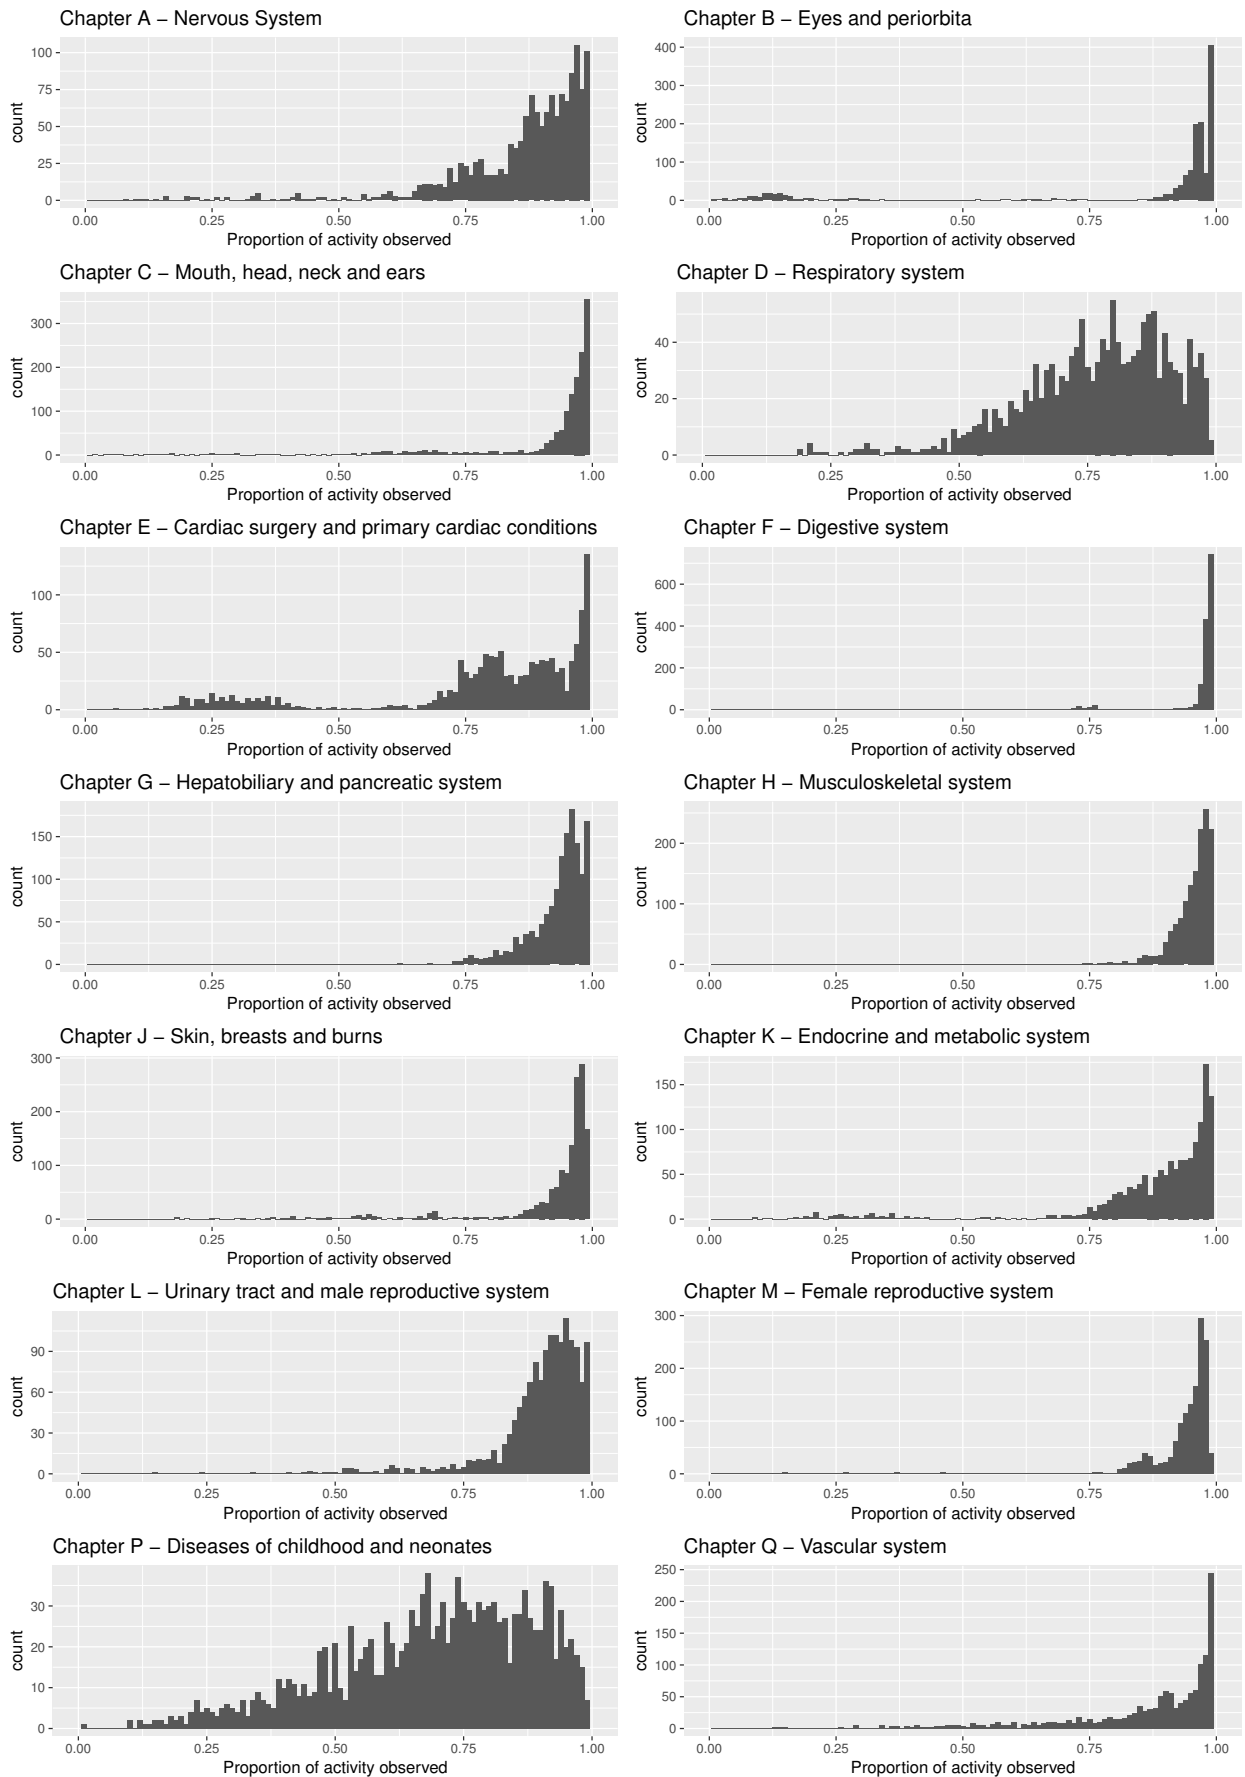 Chapter A – Nervous System
100
75
50
25
0
count
0.00 0.25 0.50 0.75 1.00
Proportion of activity observed
Chapter B – Eyes and periorbita
400
300
200
100
0
count
0.00 0.25 0.50 0.75 1.00
Proportion of activity observed
Chapter C – Mouth, head, neck and ears
300
200
100
0
count
0.00 0.25 0.50 0.75 1.00
Proportion of activity observed
Chapter D – Respiratory system
40
20
0
count
0.00 0.25 0.50 0.75 1.00
Proportion of activity observed
Chapter E – Cardiac surgery and primary cardiac conditions
100
50
0
count
0.00 0.25 0.50 0.75 1.00
Proportion of activity observed
Chapter F – Digestive system
600
400
200
0
count
0.00 0.25 0.50 0.75 1.00
Proportion of activity observed
Chapter G – Hepatobiliary and pancreatic system
150
100
50
0
count
0.00 0.25 0.50 0.75 1.00
Proportion of activity observed
Chapter H – Musculoskeletal system
200
100
0
count
0.00 0.25 0.50 0.75 1.00
Proportion of activity observed
Chapter J – Skin, breasts and burns
300
200
100
0
count
0.00 0.25 0.50 0.75 1.00
Proportion of activity observed
Chapter K – Endocrine and metabolic system
150
100
50
0
count
0.00 0.25 0.50 0.75 1.00
Proportion of activity observed
Chapter L – Urinary tract and male reproductive system
90
60
30
0
count
0.00 0.25 0.50 0.75 1.00
Proportion of activity observed
Chapter M – Female reproductive system
300
200
100
0
count
0.00 0.25 0.50 0.75 1.00
Proportion of activity observed
Chapter P – Diseases of childhood and neonates
30
20
10
0
count
0.00 0.25 0.50 0.75 1.00
Proportion of activity observed
Chapter Q – Vascular system
250
200
150
100
50
0
count
0.00 0.25 0.50 0.75 1.00
Proportion of activity observed